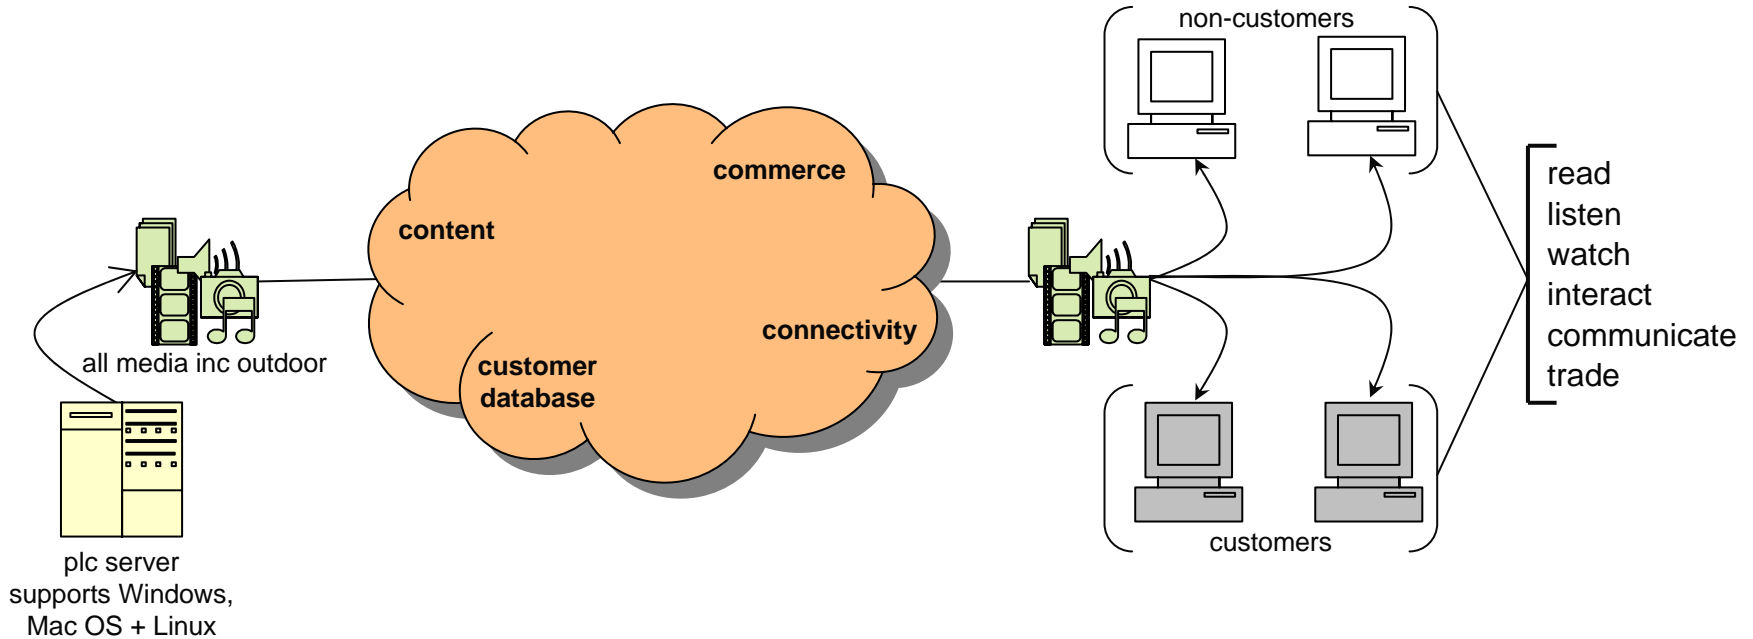 non-customers
commerce
content
connectivity
customer
database
all media inc outdoor
plc server
supports Windows,
Mac OS + Linux
customers
read
listen
watch
interact
communicate
trade